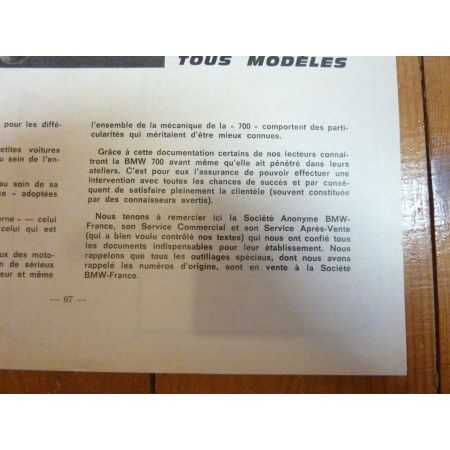 TOUS MODÈLES
pour les diffé-
etites voitures
u sein de l'en-
au soin de sa
xe « adoptées
erne » — celui
celui qui est
ux des moto-
n de sérieux
eur et même
l'ensemble de la mécanique de la « 700 » comportent des parti-
cularités qui méritaient d'être mieux connues.
Grâce à cette documentation certains de nos lecteurs connaî-
tront la BMW 700 avant même qu'elle ait pénétré dans leurs
ateliers. C'est pour eux l'assurance de pouvoir effectuer une
intervention avec toutes les chances de succès et par consé-
quent de satisfaire pleinement la clientèle (souvent constituée
par des connaisseurs avertis).
Nous tenons à remercier ici la Société Anonyme BMW-
France, son Service Commercial et son Service Après-Vente
(qui a bien voulu contrôlé nos textes) qui nous ont confié tous
les documents indispensables pour leur établissement. Nous
rappelons que tous les outillages spéciaux, dont nous avons
rappelé les numéros d'origine, sont en vente à la Société
BMW-France.
— 67 —